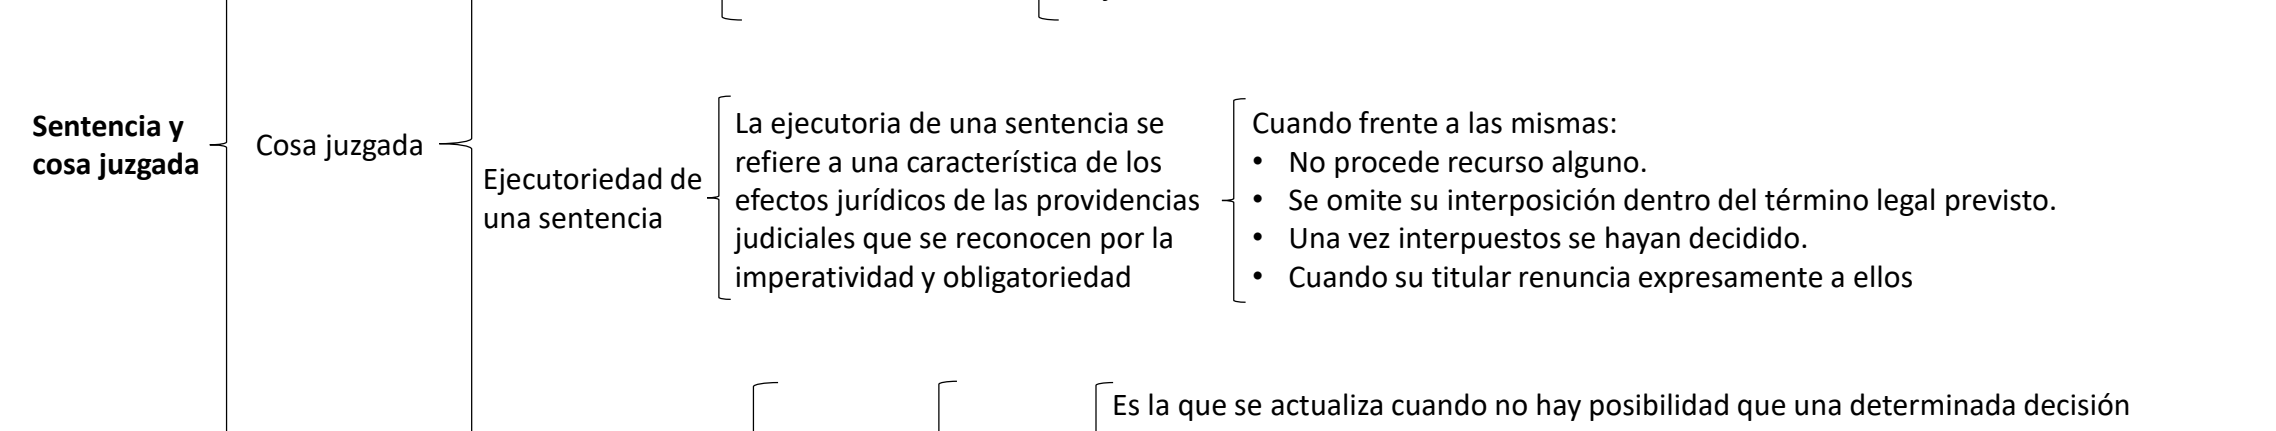 Sentencia y
cosa juzgada
Cosa juzgada
Ejecutoriedad de
una sentencia
La ejecutoria de una sentencia se
refiere a una característica de los
efectos jurídicos de las providencias
judiciales que se reconocen por la
imperatividad y obligatoriedad
Cuando frente a las mismas:
• No procede recurso alguno.
• Se omite su interposición dentro del término legal previsto.
• Una vez interpuestos se hayan decidido.
• Cuando su titular renuncia expresamente a ellos
Es la que se actualiza cuando no hay posibilidad que una determinada decisión